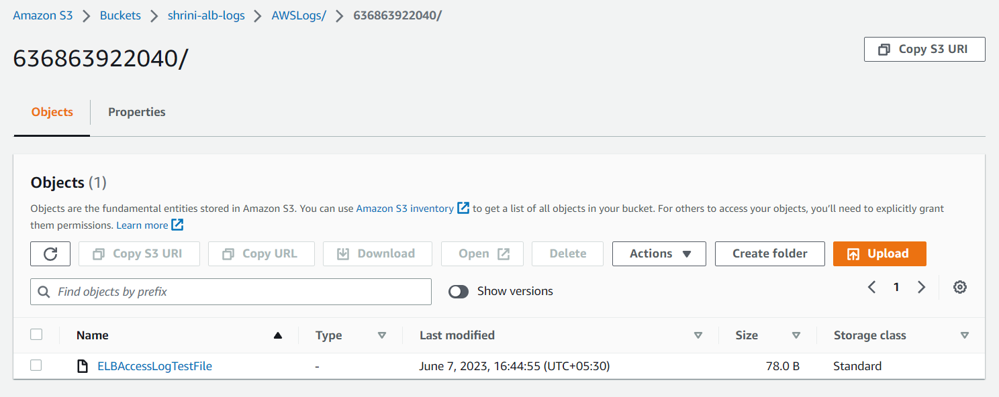 Amazon S3 > Buckets > shrini-alb-logs > AWSLogs/ > 636863922040/
636863922040/
Copy S3 URI
Objects
Properties
Objects (1)
Objects are the fundamental entities stored in Amazon S3. You can use Amazon S3 inventory to get a list of all objects in your bucket. For others to access your objects, you’ll need to explicitly grant
them permissions. Learn more
Copy S3 URI
Copy URL
Download
Open
Delete
Actions
Create folder
Upload
Find objects by prefix
Show versions
1
Name
Type
Last modified
Size
Storage class
ELBAccessLogTestFile
-
June 7, 2023, 16:44:55 (UTC+05:30)
78.0 B
Standard